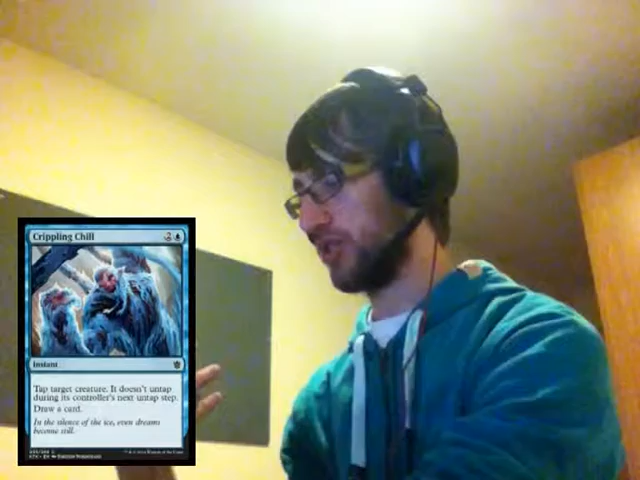 Crippling Chill 2
Instant
Tap target creature. It doesn't untap
during its controller's next untap step.
Draw a card.
In the silence of the ice, even dreams
become still.